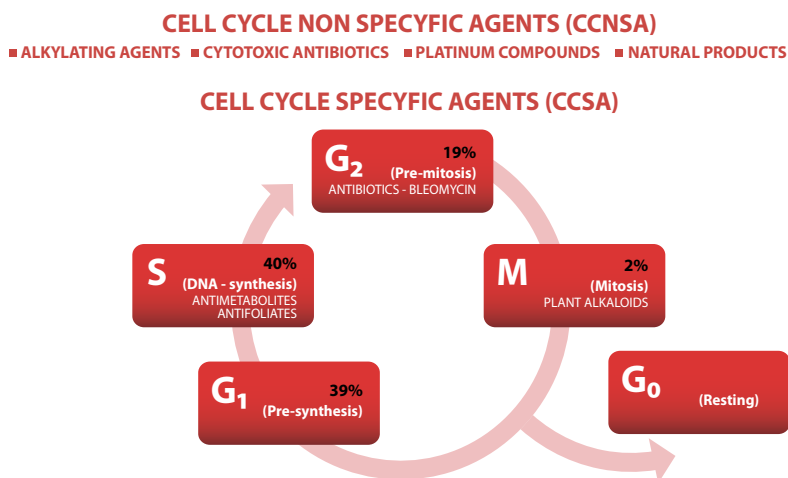 CELL CYCLE NON SPECYFIC AGENTS (CCNSA)
ALKYLATING AGENTS CYTOTOXIC ANTIBIOTICS PLATINUM COMPOUNDS NATURAL PRODUCTS
CELL CYCLE SPECYFIC AGENTS (CCSA)
G₂ 19%
(Pre-mitosis)
ANTIBIOTICS - BLEOMYCIN
S 40%
(DNA - synthesis)
ANTIMETABOLITES
ANTIFOLIATES
M 2%
(Mitosis)
PLANT ALKALOIDS
G₁ 39%
(Pre-synthesis)
G₀
(Resting)